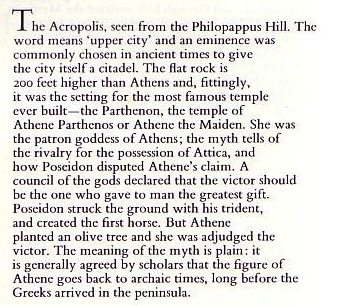 The Acropolis, seen from the Philopappus Hill. The
word means 'upper city' and an eminence was
commonly chosen in ancient times to give
the city itself a citadel. The flat rock is
200 feet higher than Athens and, fittingly,
it was the setting for the most famous temple
ever built—the Parthenon, the temple of
Athene Parthenos or Athene the Maiden. She was
the patron goddess of Athens; the myth tells of
the rivalry for the possession of Attica, and
how Poseidon disputed Athene's claim. A
council of the gods declared that the victor should
be the one who gave to man the greatest gift.
Poseidon struck the ground with his trident,
and created the first horse. But Athene
planted an olive tree and she was adjudged the
victor. The meaning of the myth is plain: it
is generally agreed by scholars that the figure of
Athene goes back to archaic times, long before the
Greeks arrived in the peninsula.